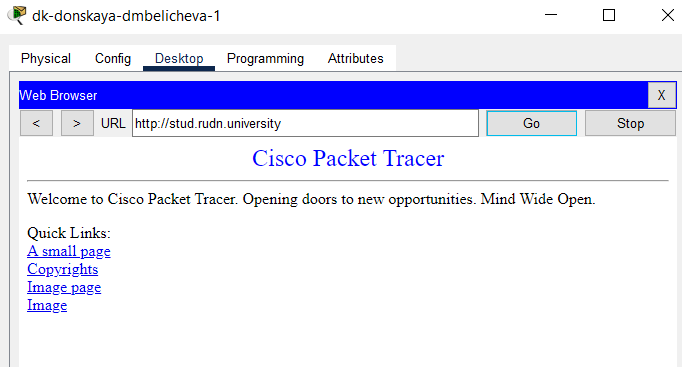 dk-donskaya-dmbelicheva-1
Physical Config Desktop Programming Attributes
Web Browser X
< > URL http://stud.rudn.university Go Stop
Cisco Packet Tracer
Welcome to Cisco Packet Tracer. Opening doors to new opportunities. Mind Wide Open.
Quick Links:
A small page
Copyrights
Image page
Image